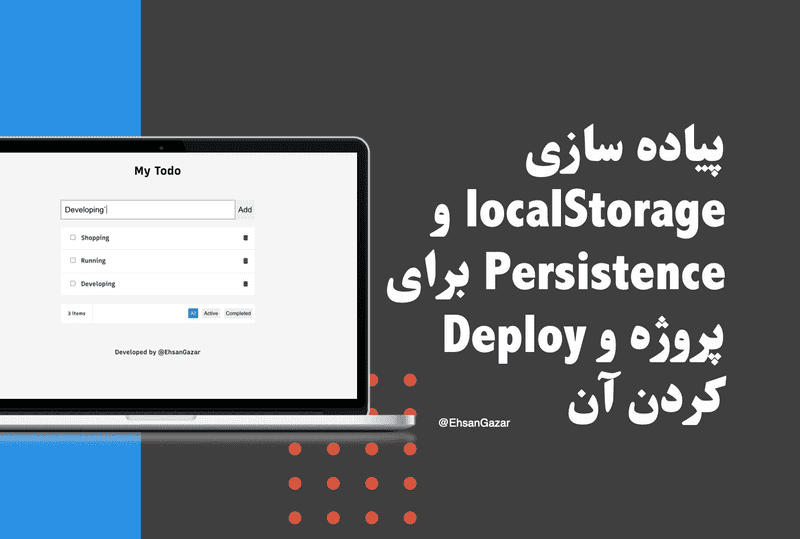 My Todo
Developing'
Add
Shopping
Running
Developing
3 items
All
Active
Completed
Developed by @EhsanGazar
پیاده سازی
localStorage و
Persistence برای
پروژه و Deploy
کردن آن
@EhsanGazar